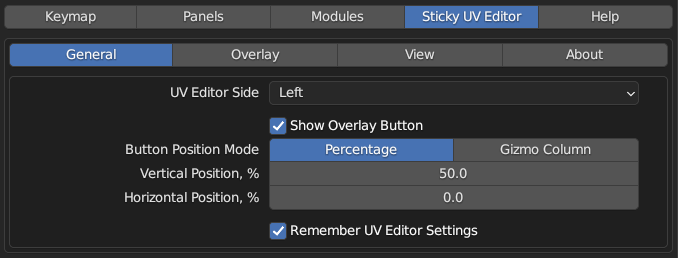 Keymap Panels Modules Sticky UV Editor Help
General Overlay View About
UV Editor Side Left
Show Overlay Button
Button Position Mode Percentage Gizmo Column
Vertical Position, % 50.0
Horizontal Position, % 0.0
Remember UV Editor Settings